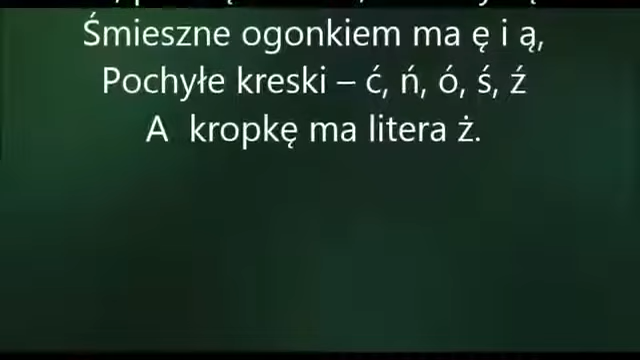 Śmieszne ogonkiem ma ę i ą,
Pochyłe kreski – ć, ń, ó, ś, ź
A kropkę ma litera ż.